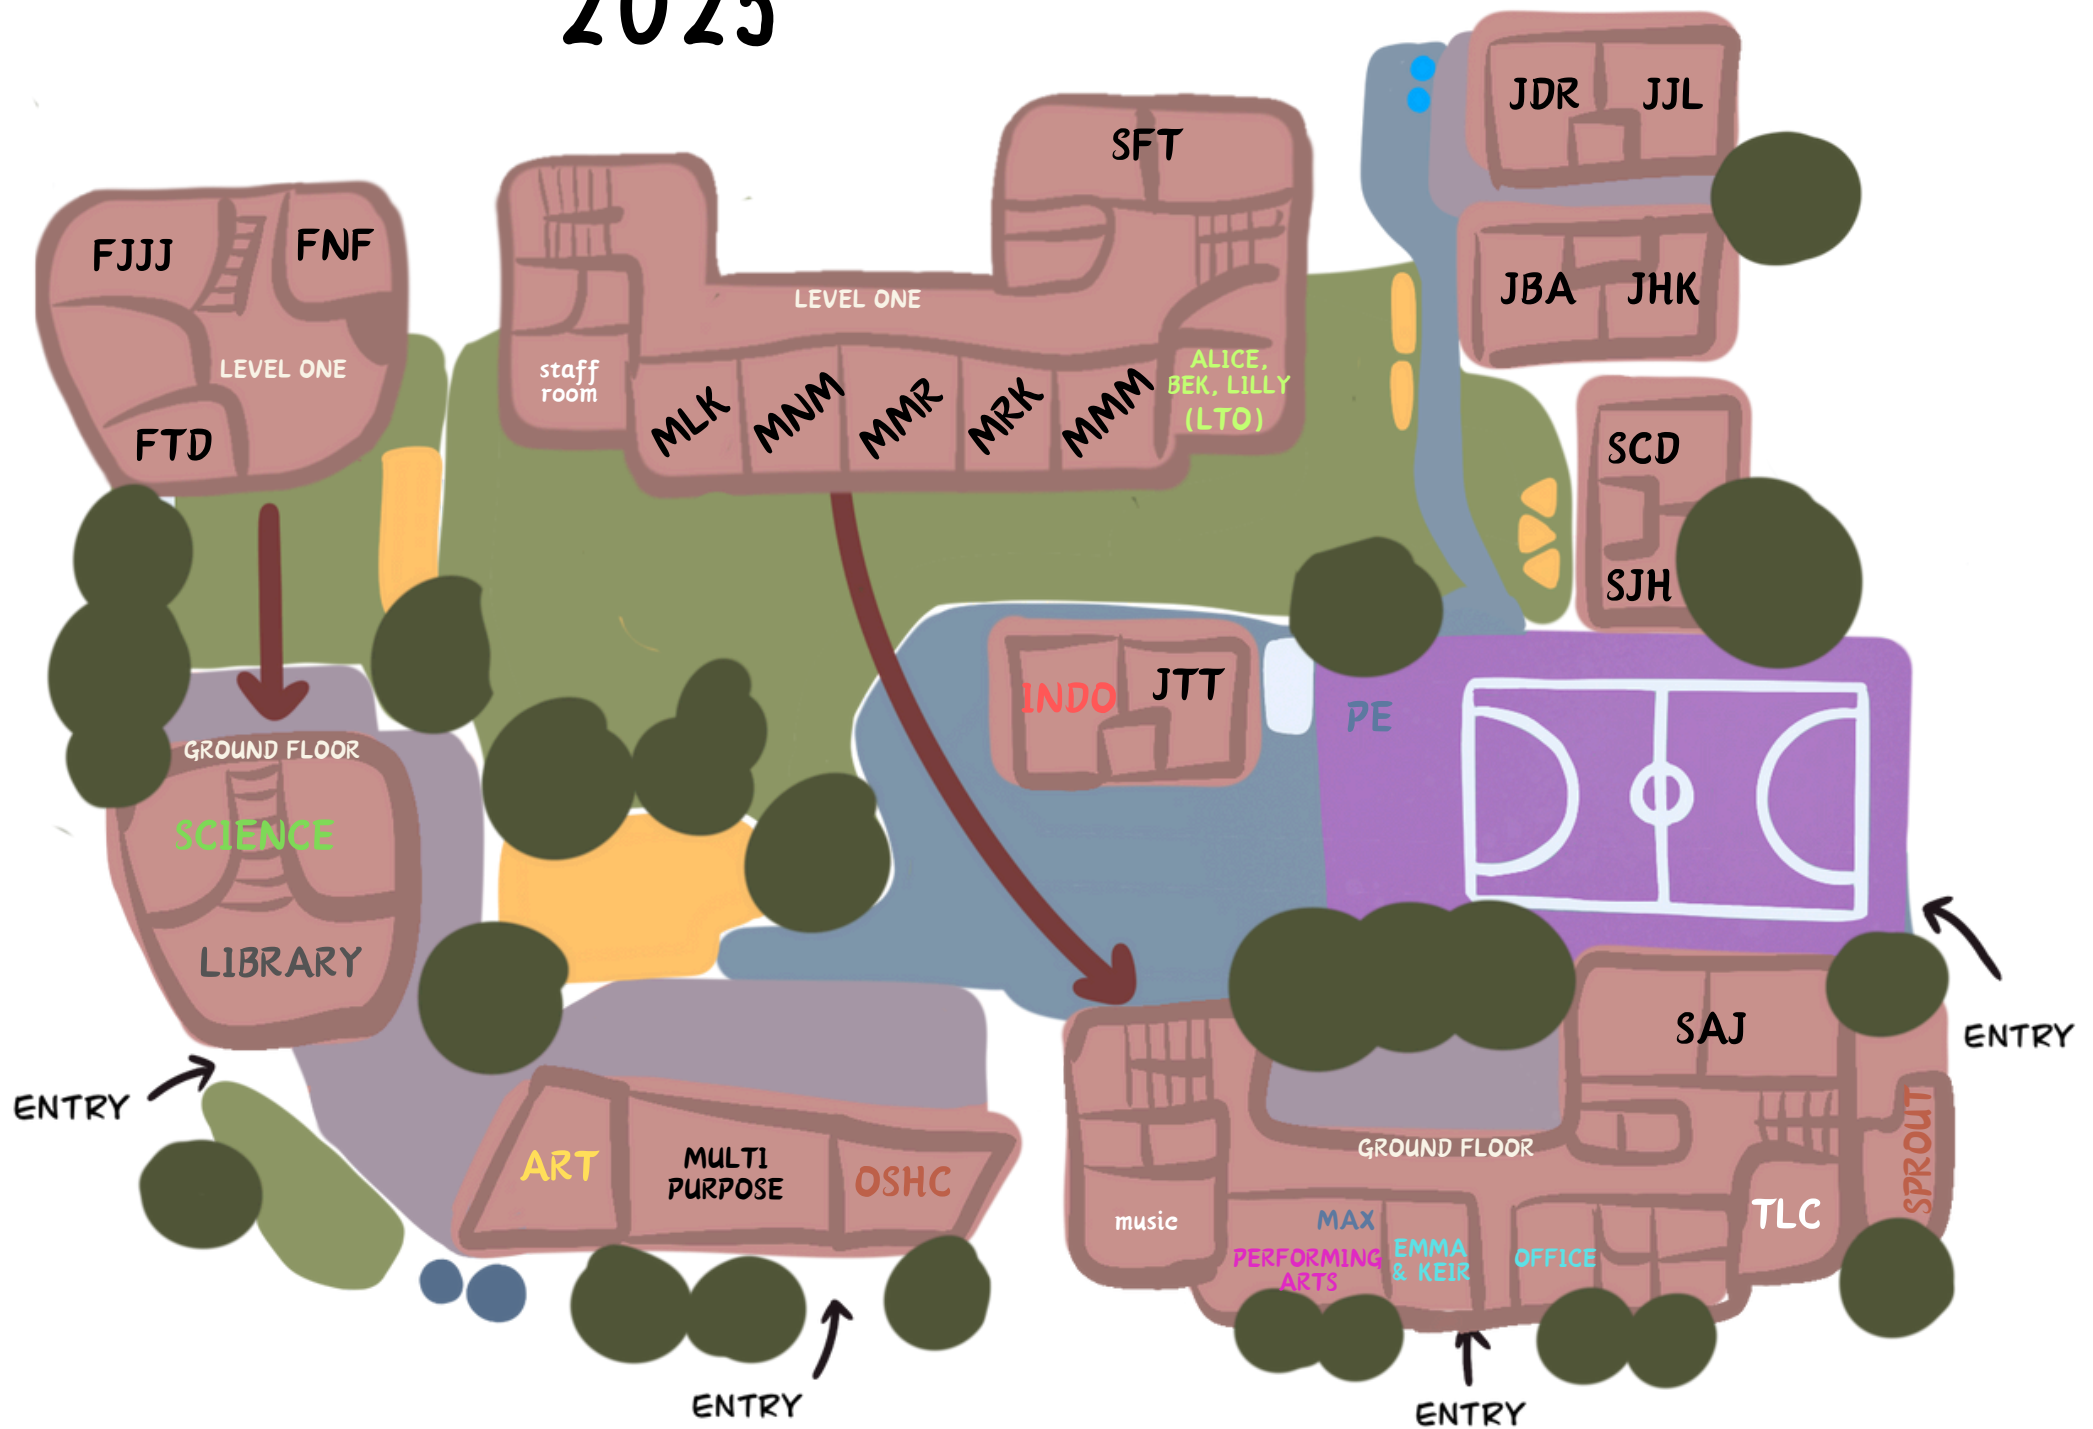 2025
JDR
JJL
SFT
FJJJ
FNF
JBA
JHK
LEVEL ONE
LEVEL ONE
staff
room
ALICE,
BEK, LILLY
(LTO)
MLK
MNM
MMR
MRK
MMM
FTD
SCD
SJH
INDO
JTT
PE
GROUND FLOOR
SCIENCE
LIBRARY
SAJ
ENTRY
ENTRY
GROUND FLOOR
ART
MULTI
PURPOSE
OSHC
SPROUT
music
MAX
PERFORMING
ARTS
EMMA
& KEIR
OFFICE
TLC
ENTRY
ENTRY